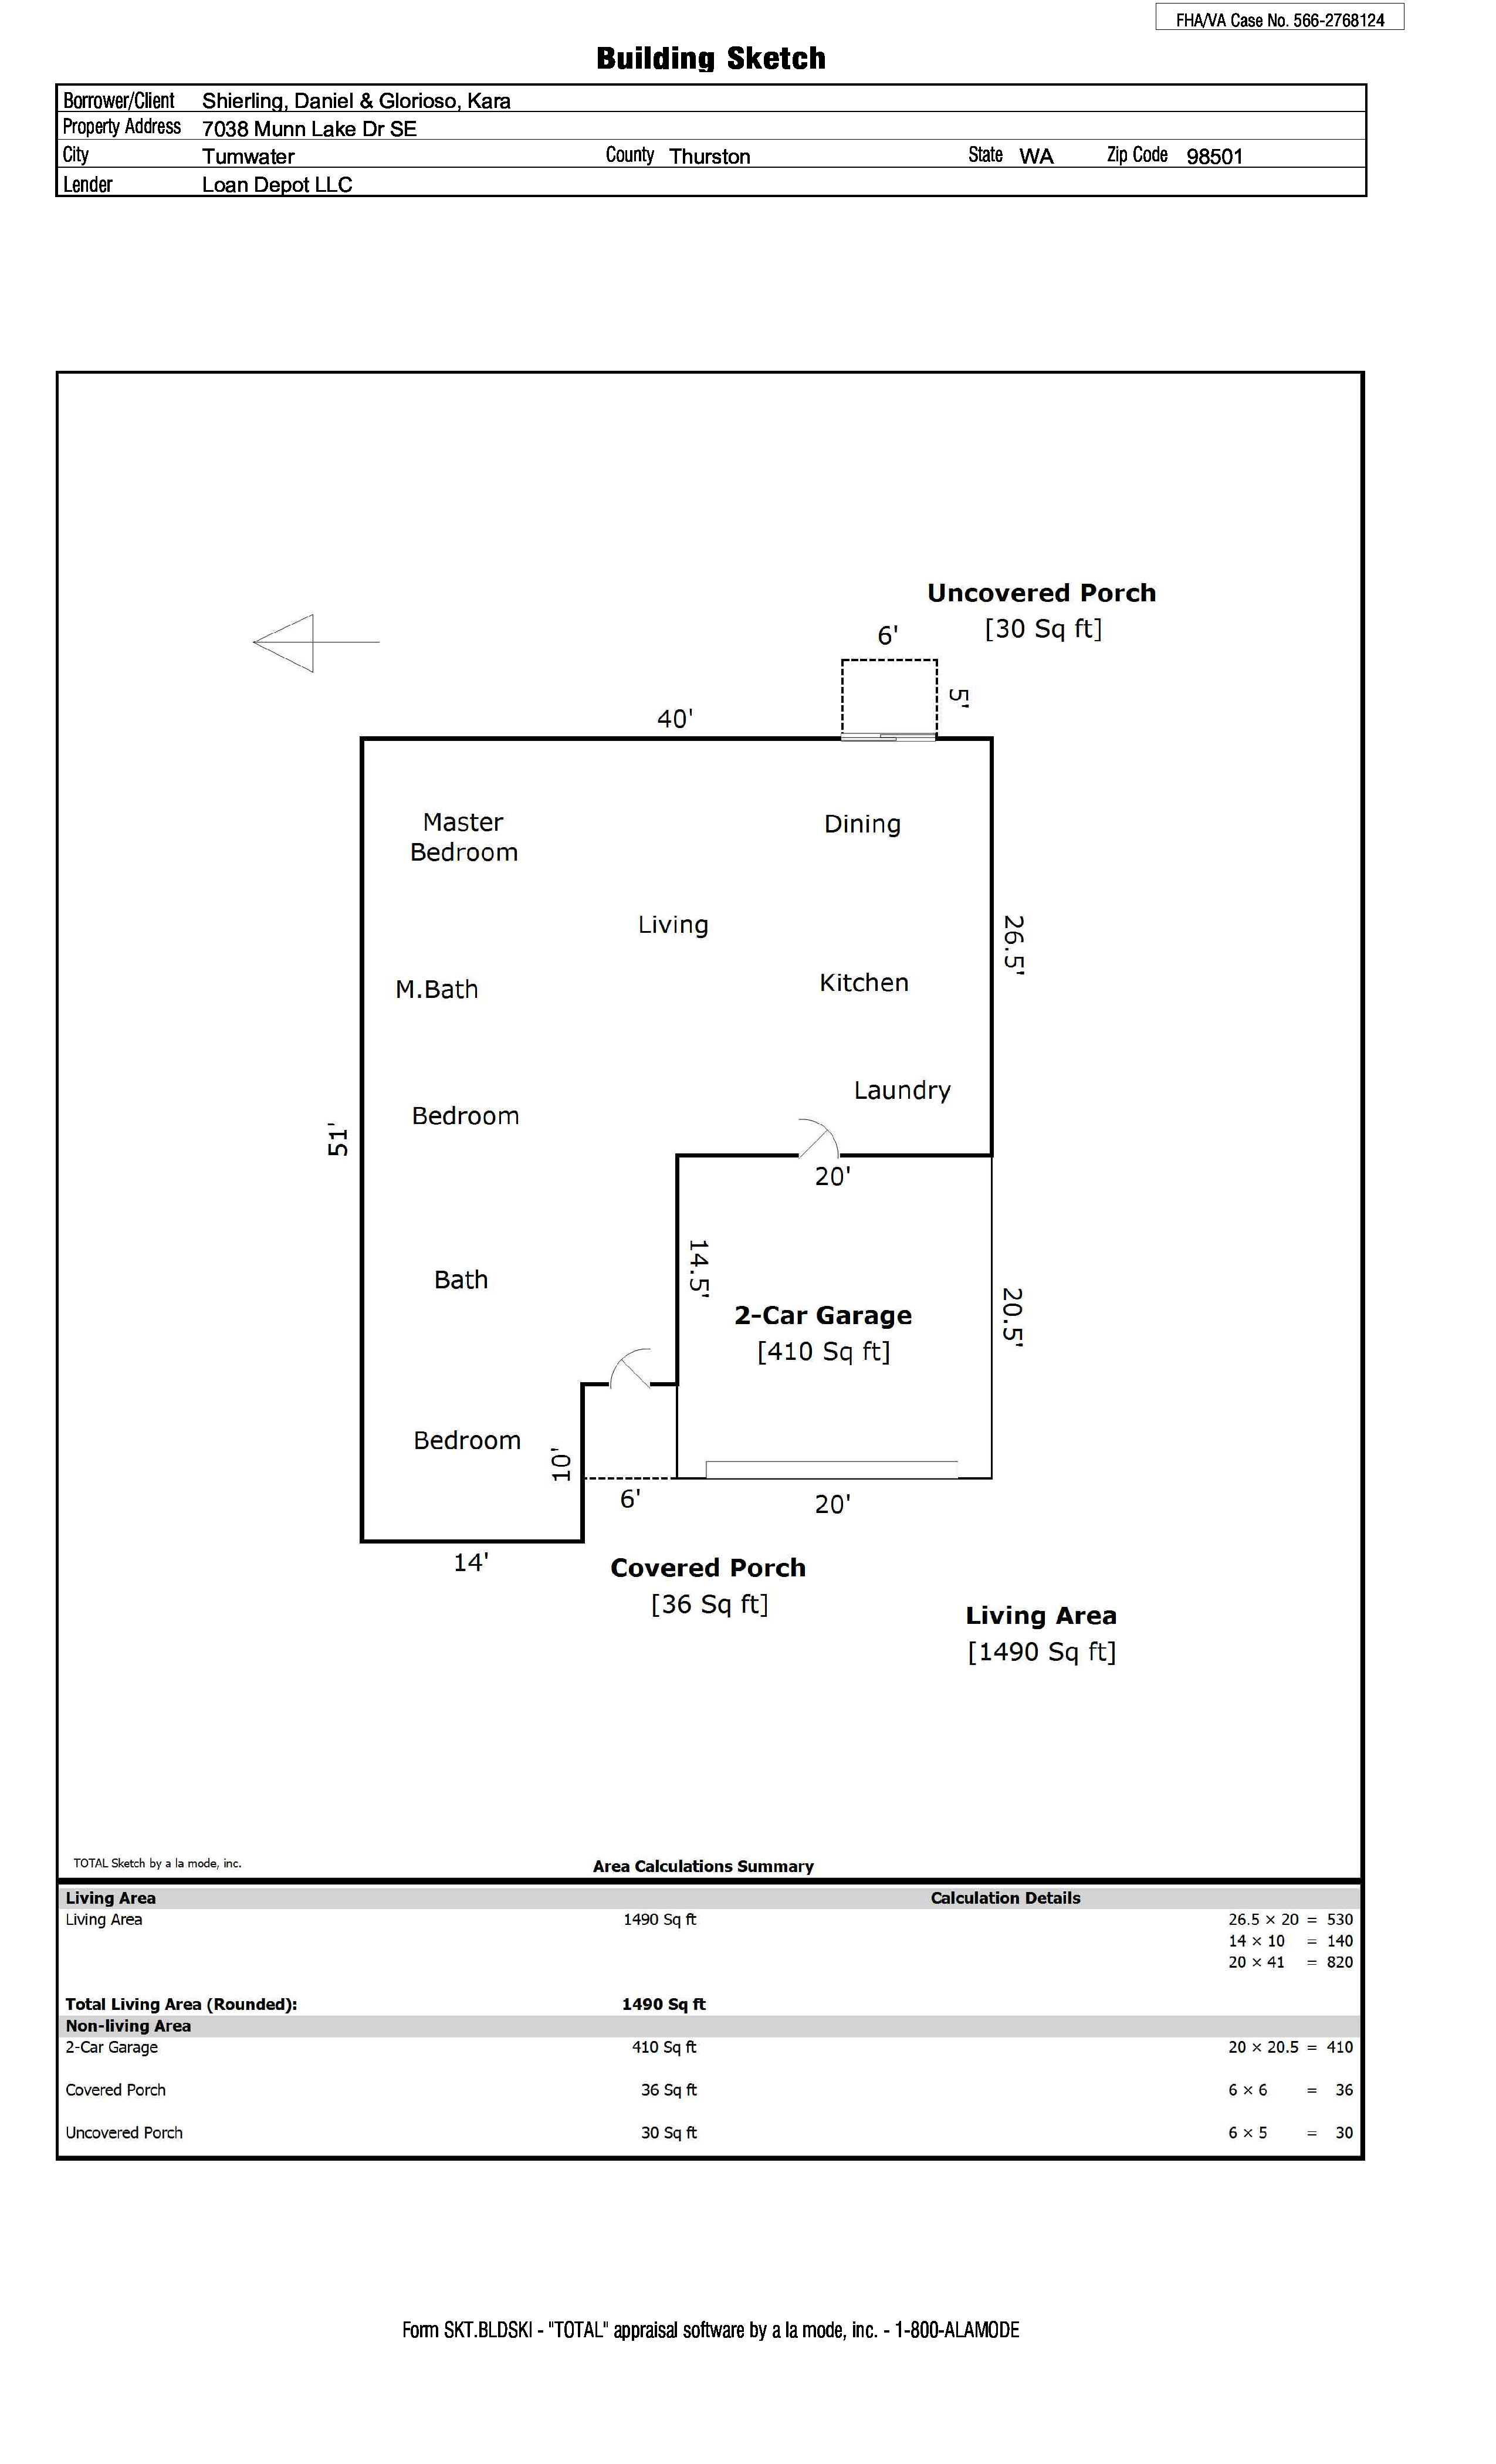 FHA/VA Case No. 566-2768124
Building Sketch
Borrower/Client Shierling, Daniel & Glorioso, Kara
Property Address 7038 Munn Lake Dr SE
City Tumwater County Thurston State WA Zip Code 98501
Lender Loan Depot LLC
Uncovered Porch
[30 Sq ft]
6'
5'
40'
Master
Bedroom
Dining
Living
26.5'
M.Bath
Kitchen
Laundry
Bedroom
51'
20'
14.5'
Bath
2-Car Garage
[410 Sq ft]
20.5'
Bedroom
10'
6'
20'
14'
Covered Porch
[36 Sq ft]
Living Area
[1490 Sq ft]
TOTAL Sketch by a la mode, inc.
Area Calculations Summary
Living Area Calculation Details
Living Area 1490 Sq ft 26.5 × 20 = 530
14 × 10 = 140
20 × 41 = 820
Total Living Area (Rounded): 1490 Sq ft
Non-living Area
2-Car Garage 410 Sq ft 20 × 20.5 = 410
Covered Porch 36 Sq ft 6 × 6 = 36
Uncovered Porch 30 Sq ft 6 × 5 = 30
Form SKT.BLDSKI - "TOTAL" appraisal software by a la mode, inc. - 1-800-ALAMODE